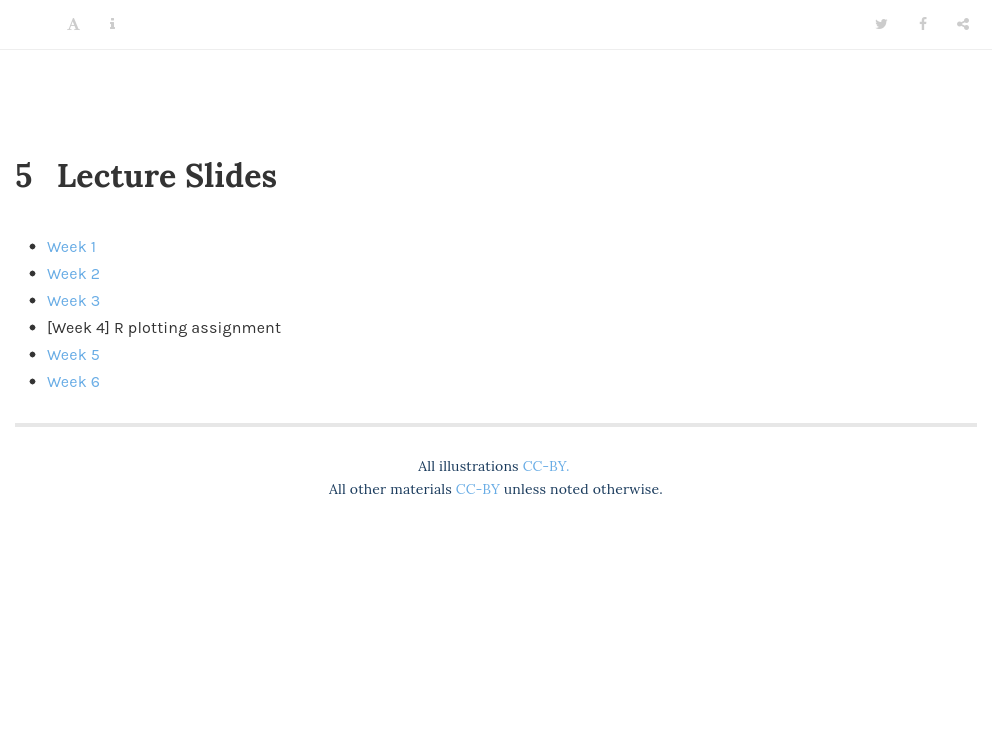 5 Lecture Slides
Week 1
Week 2
Week 3
[Week 4] R plotting assignment
Week 5
Week 6
All illustrations CC-BY.
All other materials CC-BY unless noted otherwise.